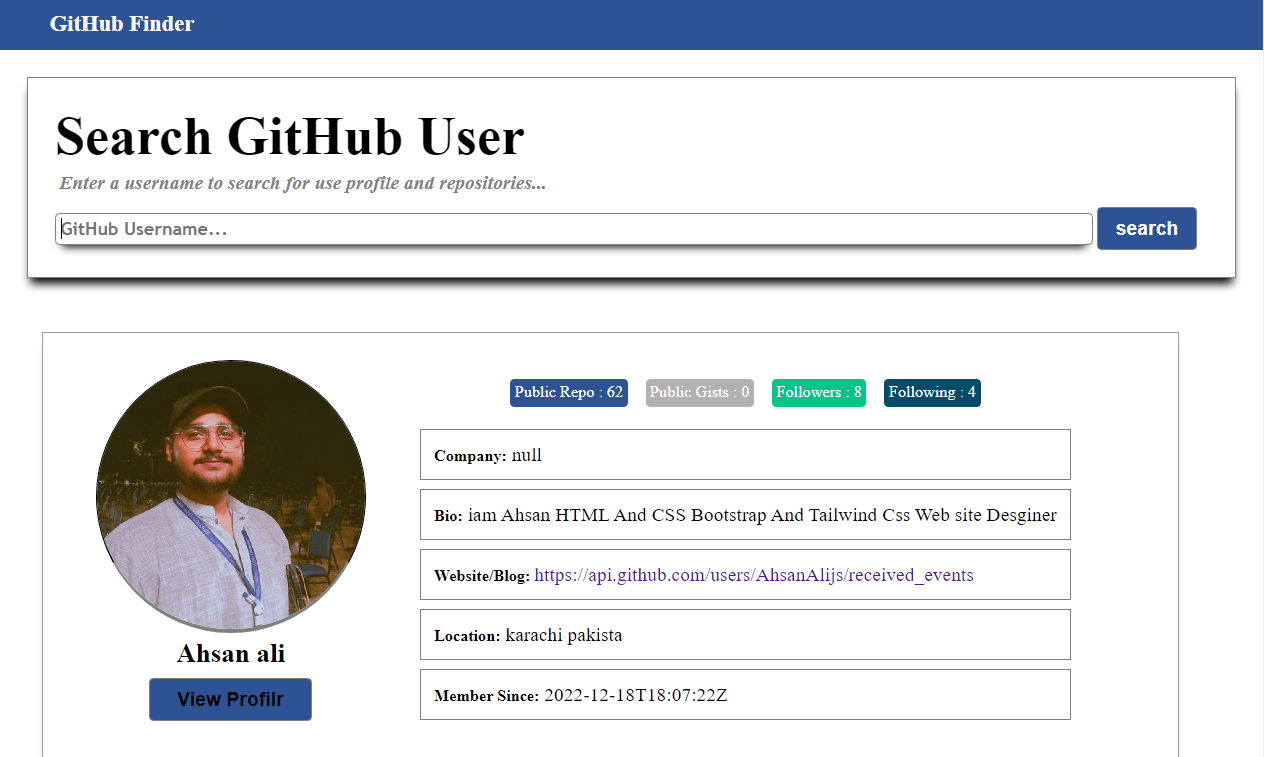 GitHub Finder
Search GitHub User
Enter a username to search for use profile and repositories...
GitHub Username...
search
Public Repo : 62
Public Gists : 0
Followers : 8
Following : 4
Company: null
Bio: iam Ahsan HTML And CSS Bootstrap And Tailwind Css Web site Desginer
Website/Blog: https://api.github.com/users/AhsanAlijs/received_events
Location: karachi pakista
Member Since: 2022-12-18T18:07:22Z
Ahsan ali
View Profilr